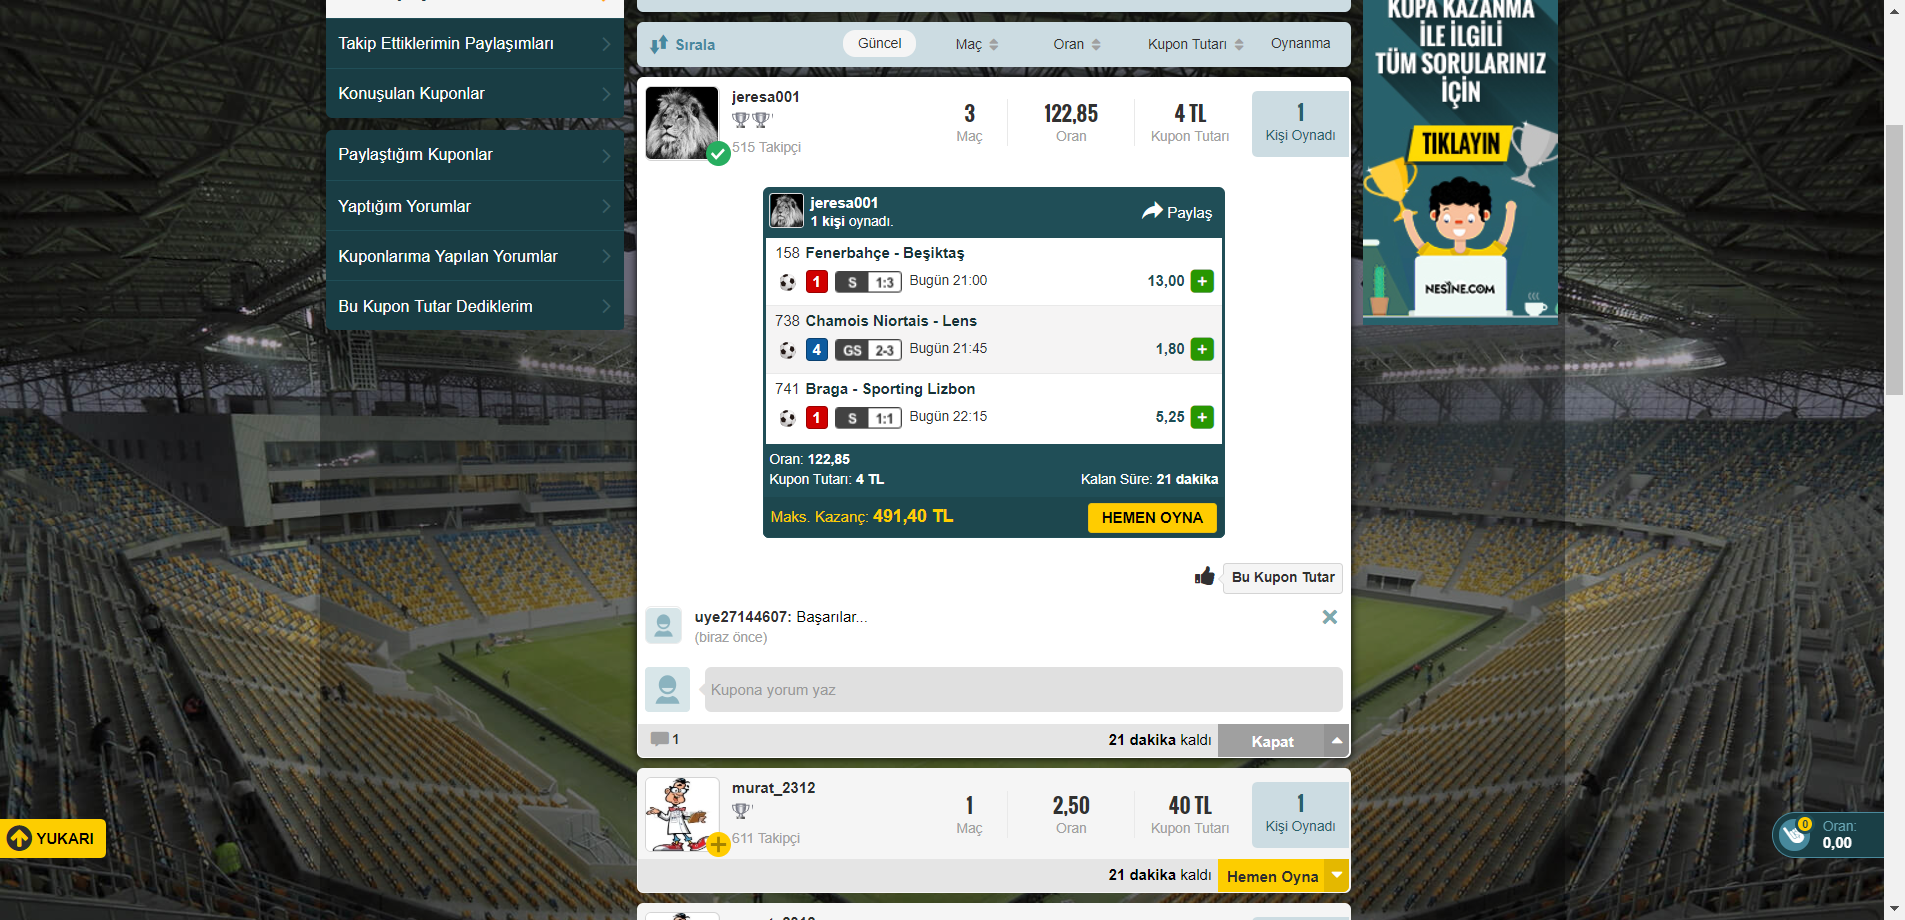 Takip Ettiklerimin Paylaşımları
Konuşulan Kuponlar
Paylaştığım Kuponlar
Yaptığım Yorumlar
Kuponlarıma Yapılan Yorumlar
Bu Kupon Tutar Dediklerim
Sırala
Güncel
Maç
Oran
Kupon Tutarı
Oynanma
jeresa001
515 Takipçi
3
Maç
122,85
Oran
4 TL
Kupon Tutarı
1
Kişi Oynadı
jeresa001
1 kişi oynadı.
Paylaş
158 Fenerbahçe - Beşiktaş
1 S 1:3 Bugün 21:00 13,00 +
738 Chamois Niortais - Lens
4 GS 2-3 Bugün 21:45 1,80 +
741 Braga - Sporting Lizbon
1 S 1:1 Bugün 22:15 5,25 +
Oran: 122,85
Kupon Tutarı: 4 TL Kalan Süre: 21 dakika
Maks. Kazanç: 491,40 TL HEMEN OYNA
Bu Kupon Tutar
uye27144607: Başarılar...
(biraz önce)
Kupona yorum yaz
1
21 dakika kaldı
Kapat
murat_2312
611 Takipçi
1
Maç
2,50
Oran
40 TL
Kupon Tutarı
1
Kişi Oynadı
21 dakika kaldı
Hemen Oyna
KUPA KAZANMA
İLE İLGİLİ
TÜM SORULARINIZ
İÇİN
TIKLAYIN
NESİNE.COM
YUKARI
0
Oran:
0,00